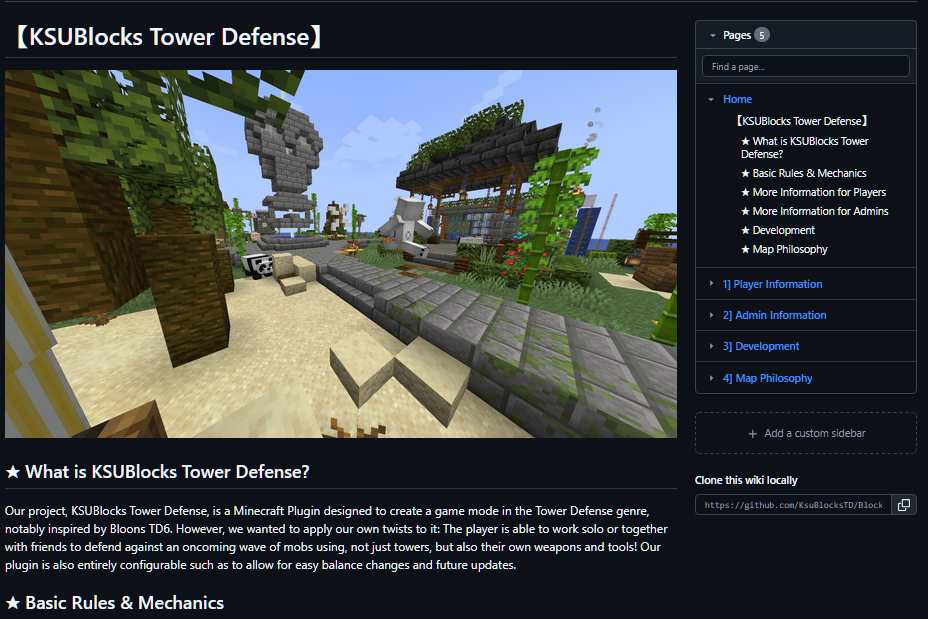 【KSUBlocks Tower Defense】
★ What is KSUBlocks Tower Defense?
Our project, KSUBlocks Tower Defense, is a Minecraft Plugin designed to create a game mode in the Tower Defense genre,
notably inspired by Bloons TD6. However, we wanted to apply our own twists to it: The player is able to work solo or together
with friends to defend against an oncoming wave of mobs using, not just towers, but also their own weapons and tools! Our
plugin is also entirely configurable such as to allow for easy balance changes and future updates.
★ Basic Rules & Mechanics
Pages 5
Find a page...
Home
【KSUBlocks Tower Defense】
★ What is KSUBlocks Tower
Defense?
★ Basic Rules & Mechanics
★ More Information for Players
★ More Information for Admins
★ Development
★ Map Philosophy
1] Player Information
2] Admin Information
3] Development
4] Map Philosophy
+ Add a custom sidebar
Clone this wiki locally
https://github.com/KsuBlocksTD/Block